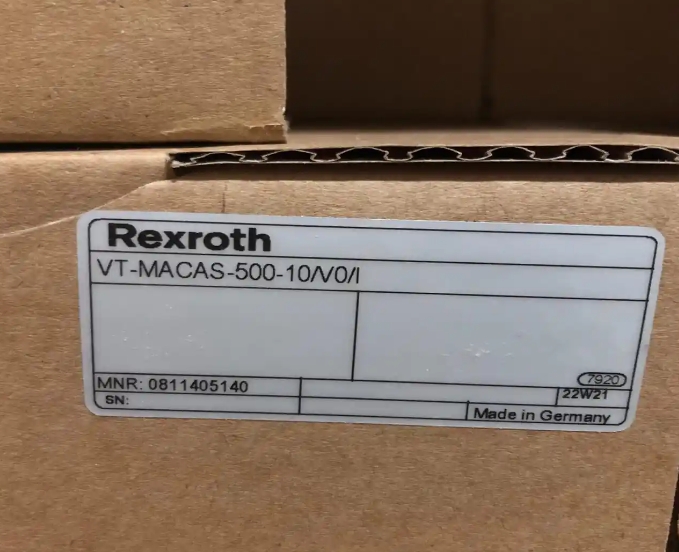 Rexroth
VT-MACAS-500-10/V0/I
7920
MNR: 0811405140
22W21
SN:
Made in Germany